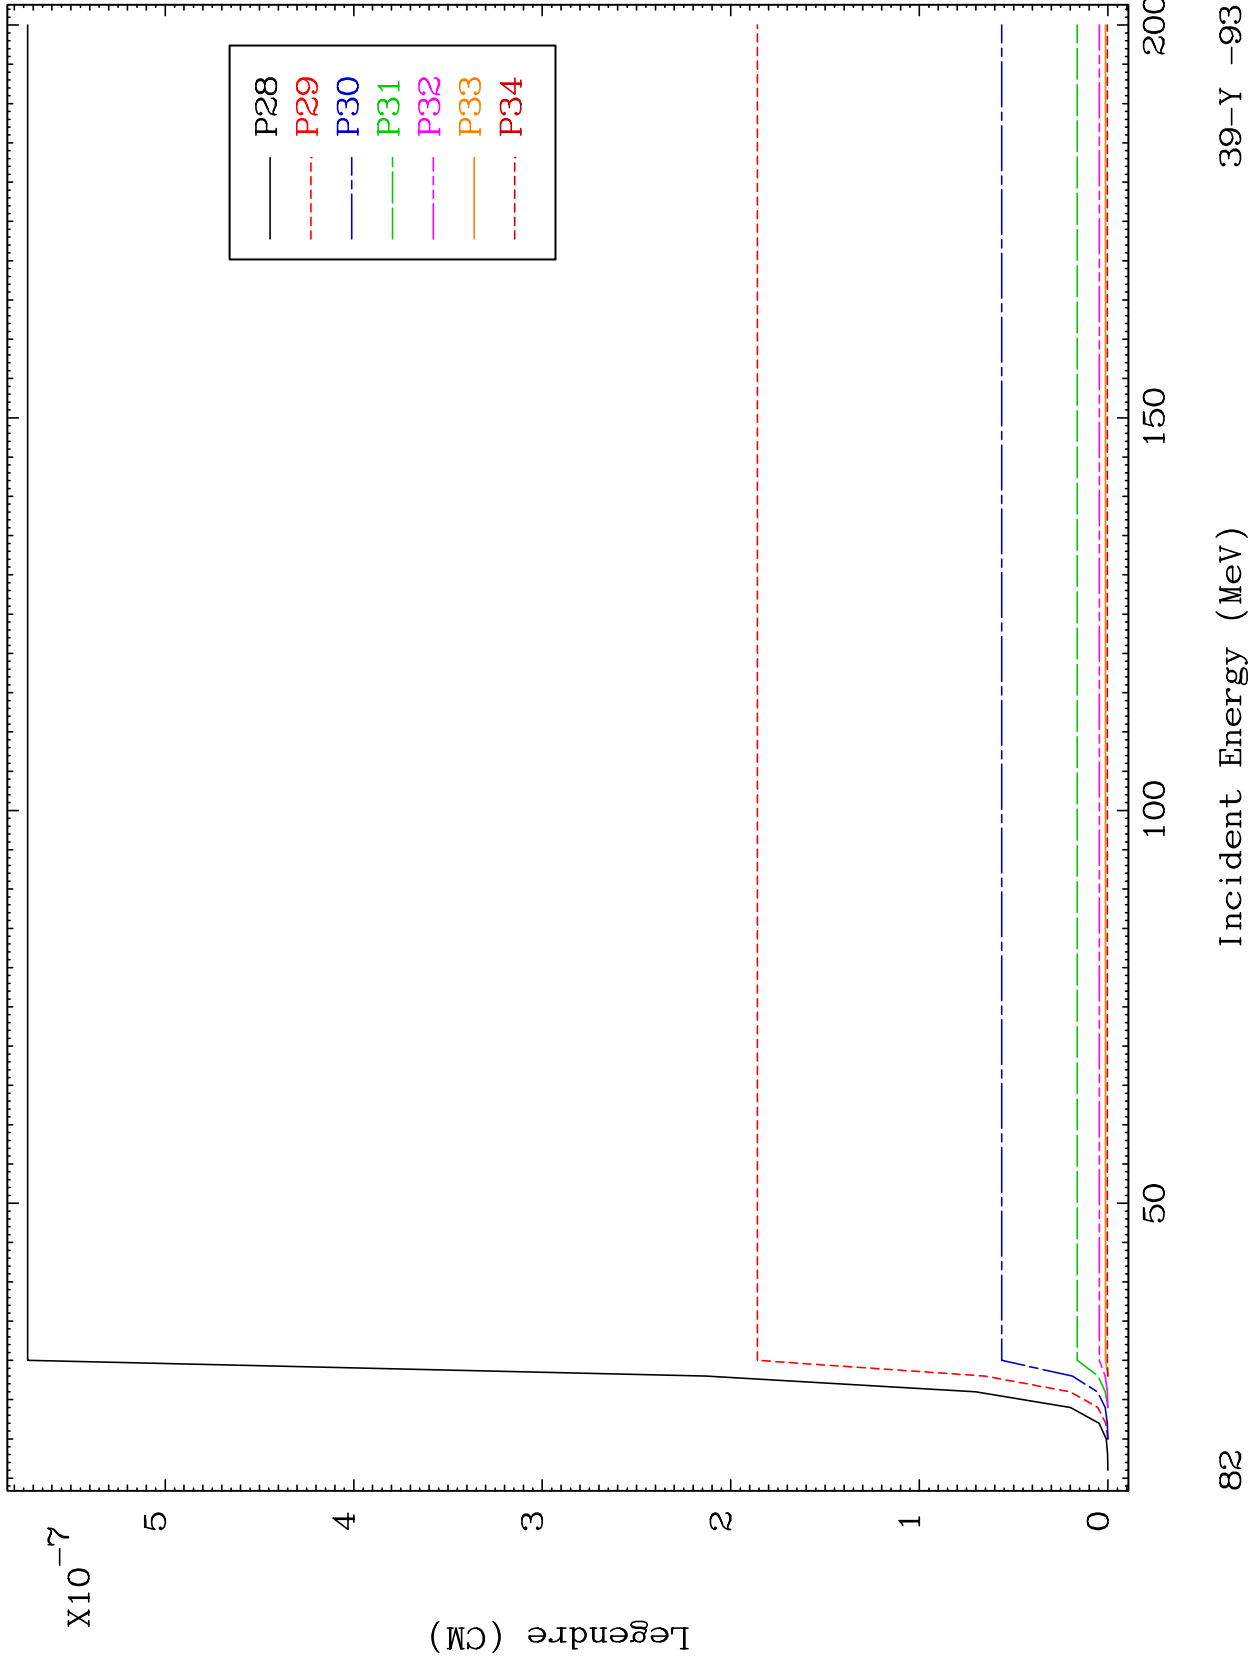 X10-7
5
4
3
2
1
0
Legendre (CM)
P28
P29
P30
P31
P32
P33
P34
50
100
150
200
Incident Energy (MeV)
82
39-Y -93